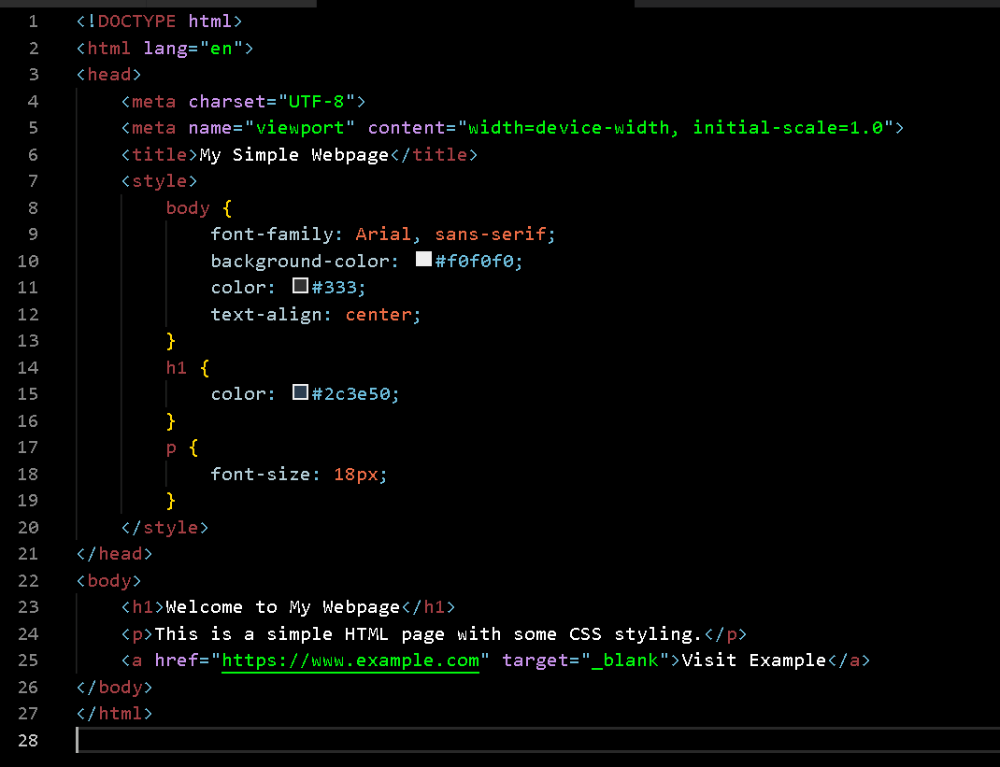 1 <!DOCTYPE html>
2 <html lang="en">
3 <head>
4     <meta charset="UTF-8">
5     <meta name="viewport" content="width=device-width, initial-scale=1.0">
6     <title>My Simple Webpage</title>
7     <style>
8         body {
9             font-family: Arial, sans-serif;
10             background-color: #f0f0f0;
11             color: #333;
12             text-align: center;
13         }
14         h1 {
15             color: #2c3e50;
16         }
17         p {
18             font-size: 18px;
19         }
20     </style>
21 </head>
22 <body>
23     <h1>Welcome to My Webpage</h1>
24     <p>This is a simple HTML page with some CSS styling.</p>
25     <a href="https://www.example.com" target="_blank">Visit Example</a>
26 </body>
27 </html>
28